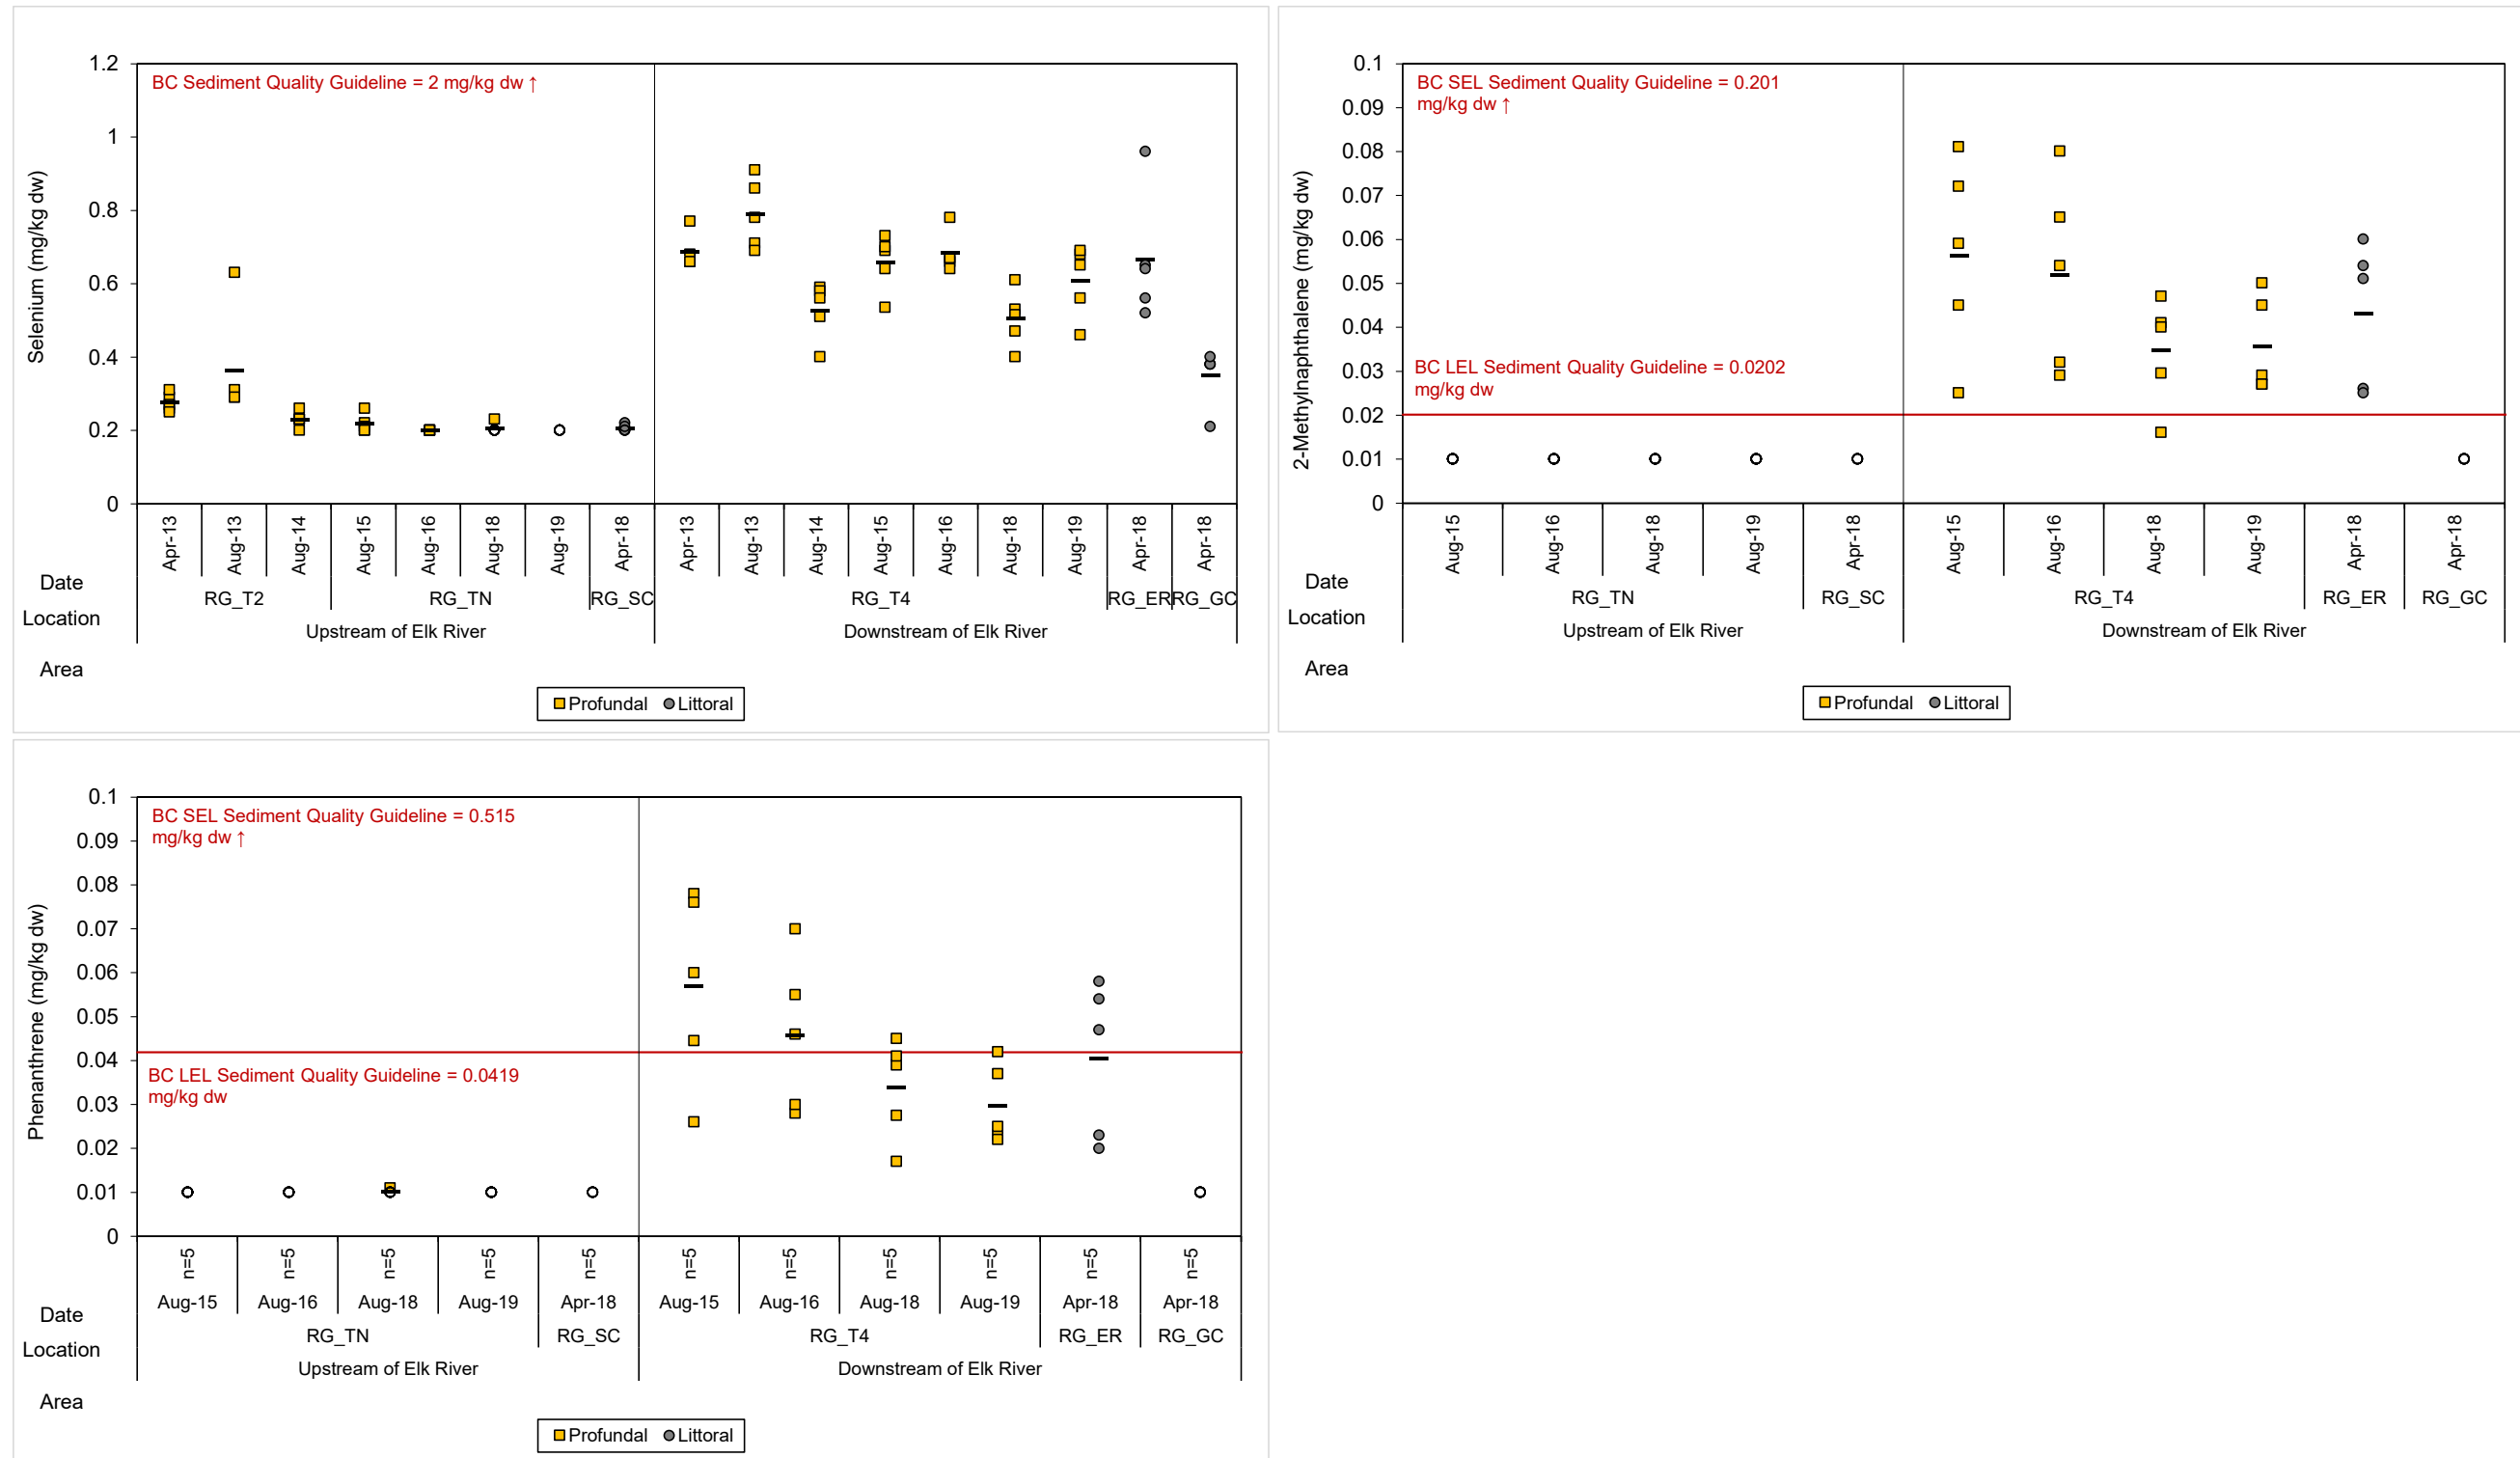 BC Sediment Quality Guideline = 2 mg/kg dw ↑
Selenium (mg/kg dw)
1.2
1
0.8
0.6
0.4
0.2
0
Apr-13 Aug-13 Aug-14 Aug-15 Aug-16 Aug-18 Aug-19 Apr-18 Apr-13 Aug-13 Aug-14 Aug-15 Aug-16 Aug-18 Aug-19 Apr-18 Apr-18
Date
RG_T2 RG_TN RG_SC RG_T4 RG_ER RG_GC
Location
Upstream of Elk River Downstream of Elk River
Area
Profundal Littoral
BC SEL Sediment Quality Guideline = 0.201
mg/kg dw ↑
BC LEL Sediment Quality Guideline = 0.0202
mg/kg dw
2-Methylnaphthalene (mg/kg dw)
0.1
0.09
0.08
0.07
0.06
0.05
0.04
0.03
0.02
0.01
0
Aug-15 Aug-16 Aug-18 Aug-19 Apr-18 Aug-15 Aug-16 Aug-18 Aug-19 Apr-18 Apr-18
Date
RG_TN RG_SC RG_T4 RG_ER RG_GC
Location
Upstream of Elk River Downstream of Elk River
Area
Profundal Littoral
BC SEL Sediment Quality Guideline = 0.515
mg/kg dw ↑
BC LEL Sediment Quality Guideline = 0.0419
mg/kg dw
Phenanthrene (mg/kg dw)
0.1
0.09
0.08
0.07
0.06
0.05
0.04
0.03
0.02
0.01
0
n=5 n=5 n=5 n=5 n=5 n=5 n=5 n=5 n=5 n=5 n=5
Aug-15 Aug-16 Aug-18 Aug-19 Apr-18 Aug-15 Aug-16 Aug-18 Aug-19 Apr-18 Apr-18
Date
RG_TN RG_SC RG_T4 RG_ER RG_GC
Location
Upstream of Elk River Downstream of Elk River
Area
Profundal Littoral